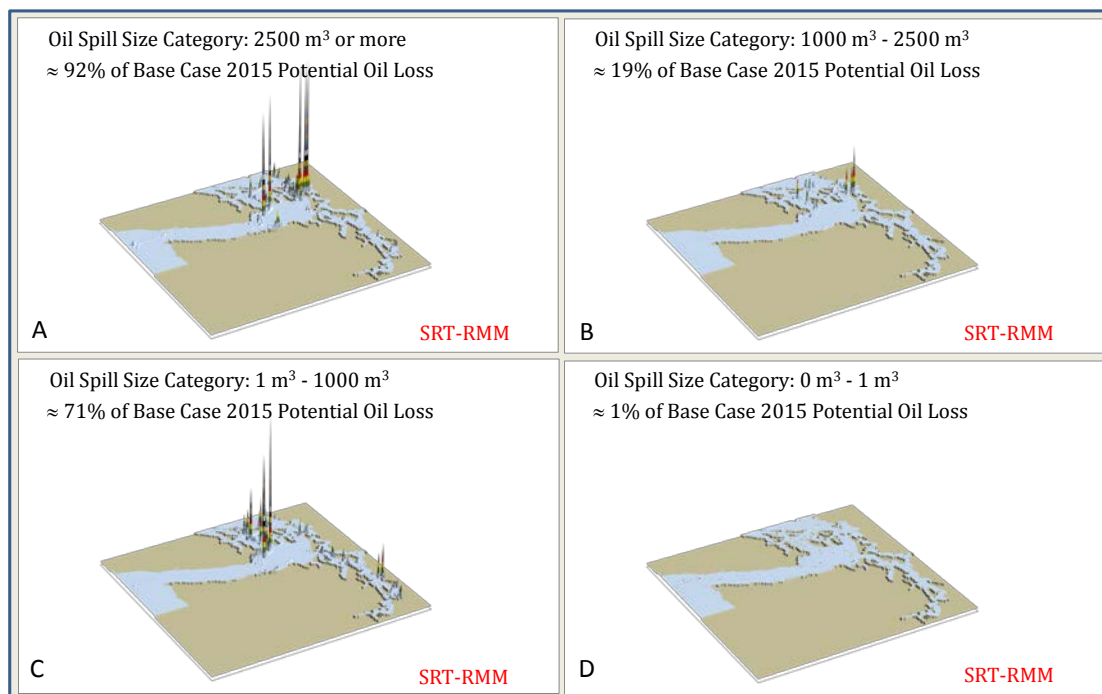 Oil Spill Size Category: 2500 m³ or more
≈ 92% of Base Case 2015 Potential Oil Loss
A
SRT-RMM
Oil Spill Size Category: 1000 m³ - 2500 m³
≈ 19% of Base Case 2015 Potential Oil Loss
B
SRT-RMM
Oil Spill Size Category: 1 m³ - 1000 m³
≈ 71% of Base Case 2015 Potential Oil Loss
C
SRT-RMM
Oil Spill Size Category: 0 m³ - 1 m³
≈ 1% of Base Case 2015 Potential Oil Loss
D
SRT-RMM